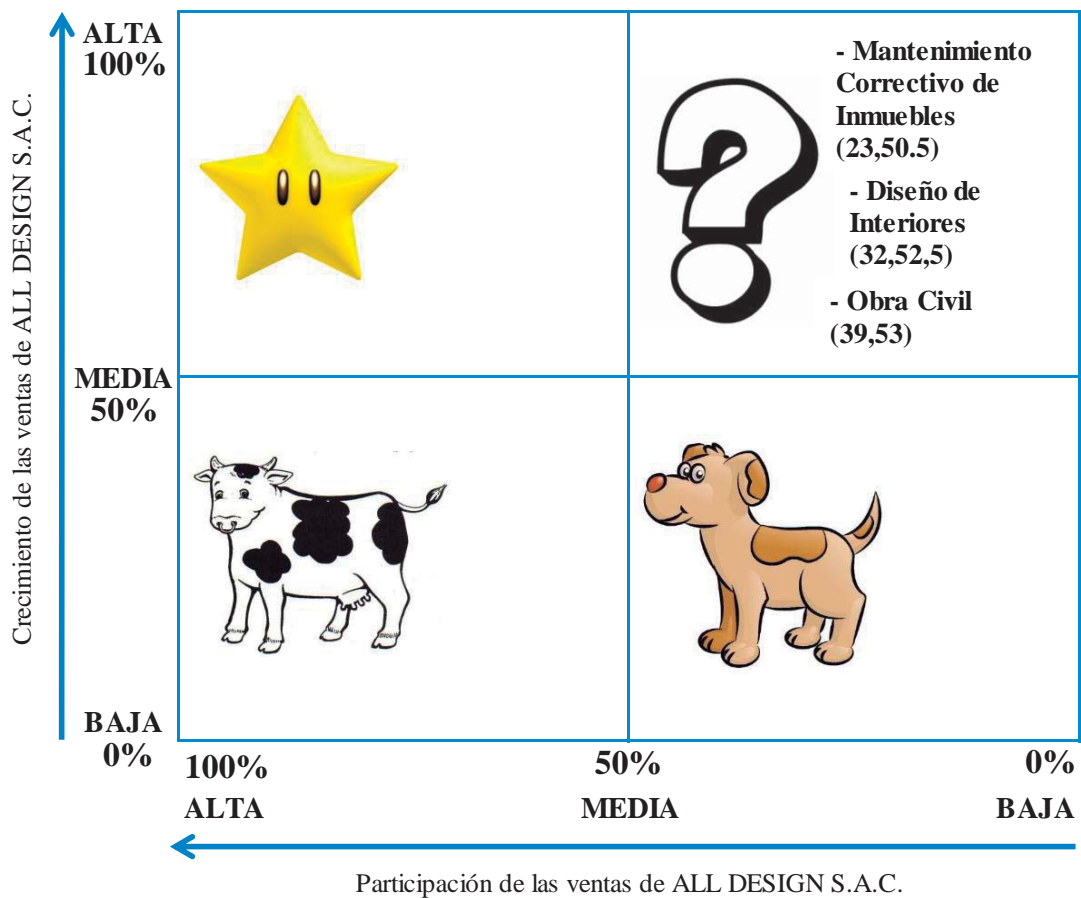 ALTA
100%
- Mantenimiento
Correctivo de
Inmuebles
(23,50.5)
- Diseño de
Interiores
(32,52,5)
- Obra Civil
(39,53)
Crecimiento de las ventas de ALL DESIGN S.A.C.
MEDIA
50%
BAJA
0%
100%
50%
0%
ALTA
MEDIA
BAJA
Participación de las ventas de ALL DESIGN S.A.C.